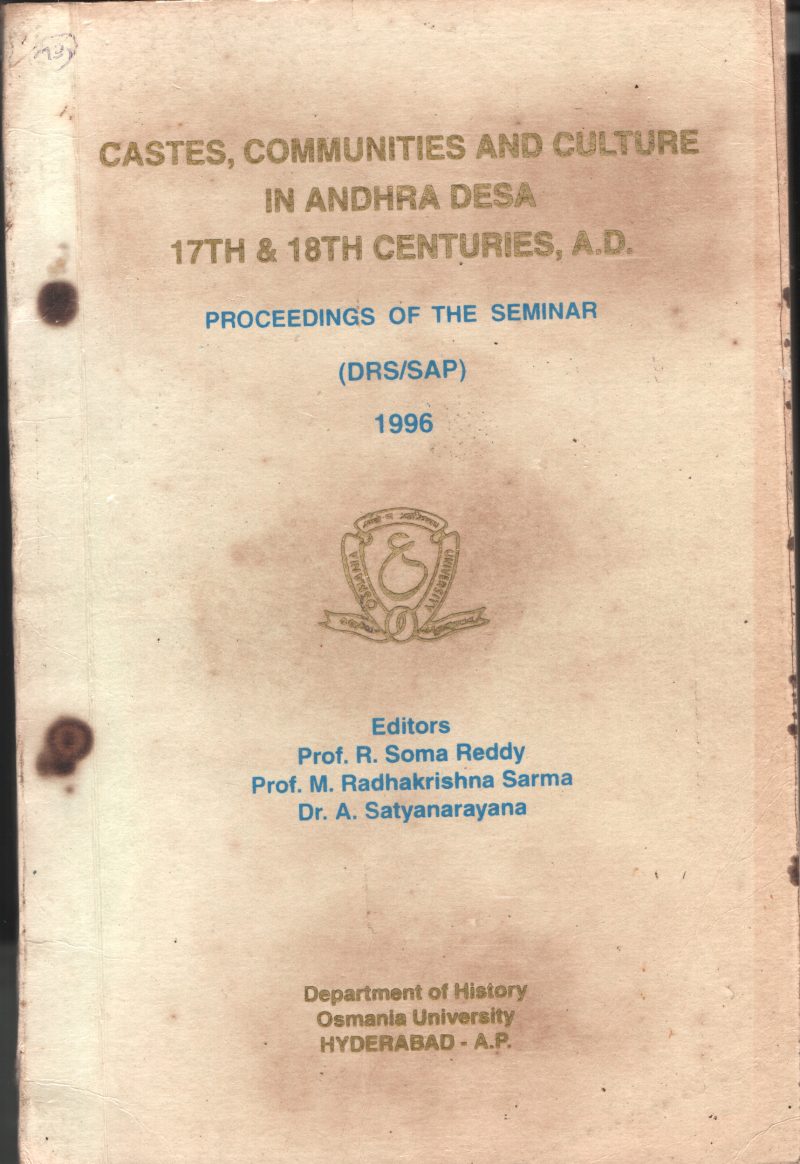 CASTES, COMMUNITIES AND CULTURE
IN ANDHRA DESA
17TH & 18TH CENTURIES, A.D.
PROCEEDINGS OF THE SEMINAR
(DRS/SAP)
1996
OSMANIA UNIVERSITY
Editors
Prof. R. Soma Reddy
Prof. M. Radhakrishna Sarma
Dr. A. Satyanarayana
Department of History
Osmania University
HYDERABAD - A.P.